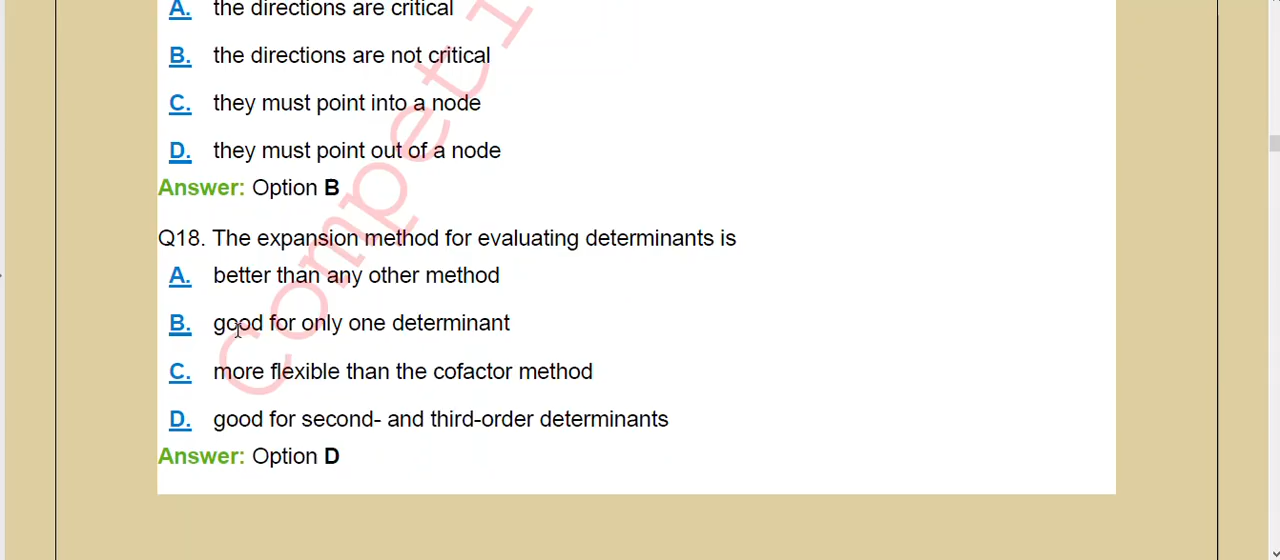 A. the directions are critical
B. the directions are not critical
C. they must point into a node
D. they must point out of a node
Answer: Option B
Q18. The expansion method for evaluating determinants is
A. better than any other method
B. good for only one determinant
C. more flexible than the cofactor method
D. good for second- and third-order determinants
Answer: Option D
Competi